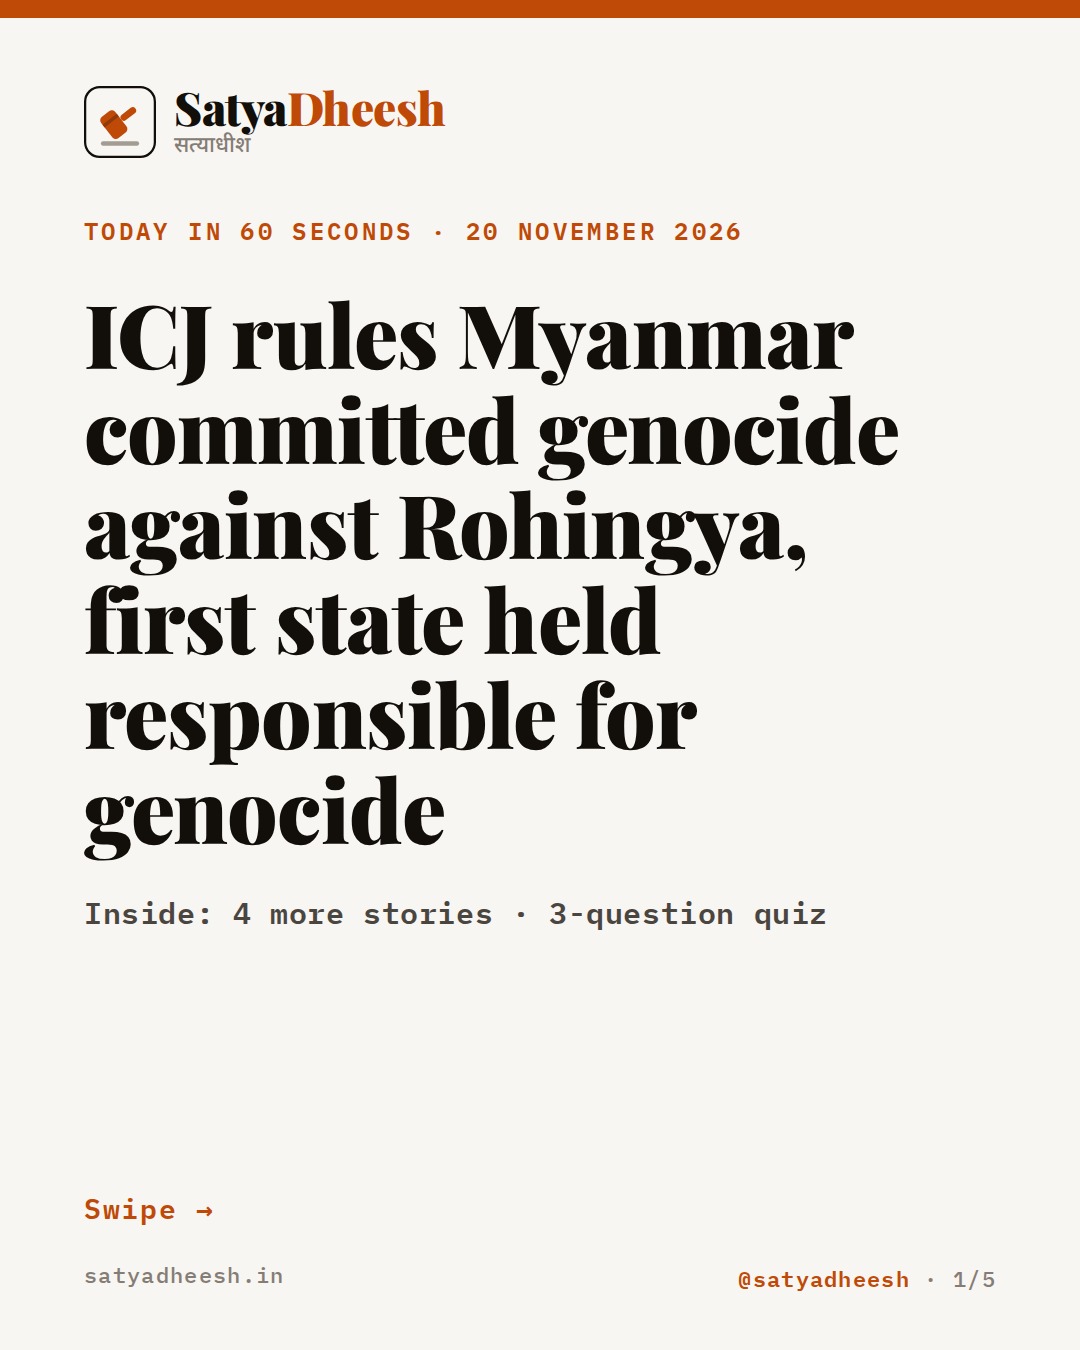 SatyaDheesh
सत्याधीश
TODAY IN 60 SECONDS · 20 NOVEMBER 2026
ICJ rules Myanmar
committed genocide
against Rohingya,
first state held
responsible for
genocide
Inside: 4 more stories · 3-question quiz
Swipe →
satyadheesh.in
@satyadheesh · 1/5